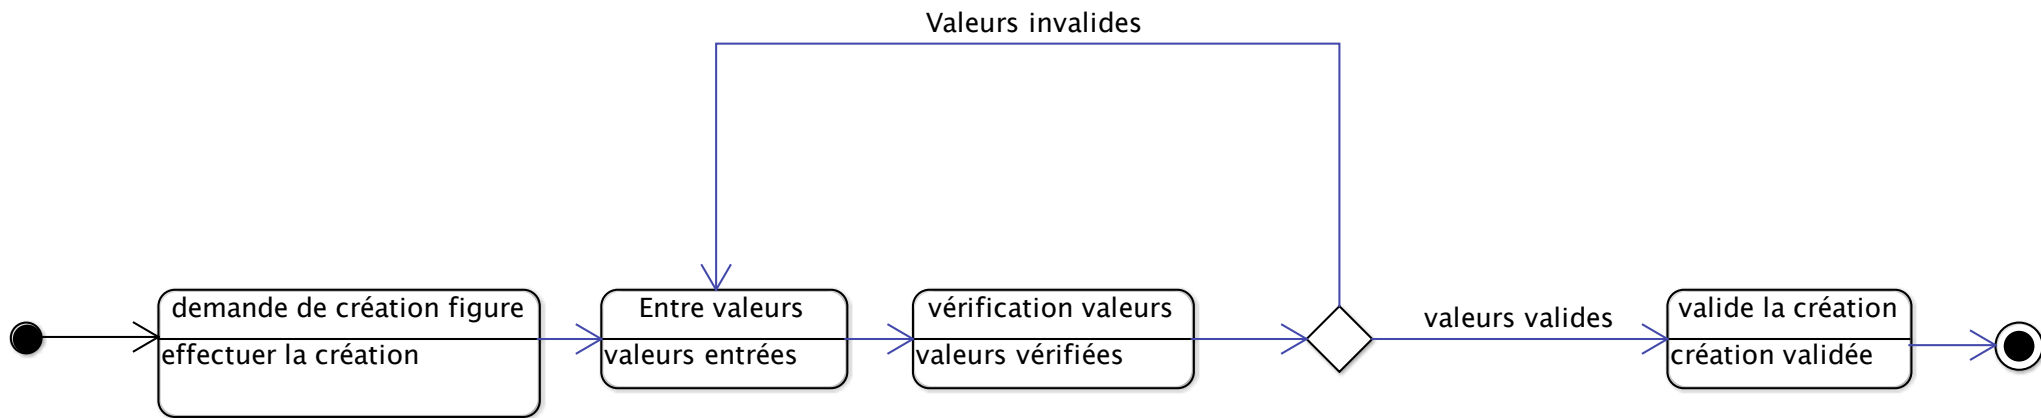 Valeurs invalides
demande de création figure
effectuer la création
Entre valeurs
valeurs entrées
vérification valeurs
valeurs vérifiées
valeurs valides
valide la création
création validée